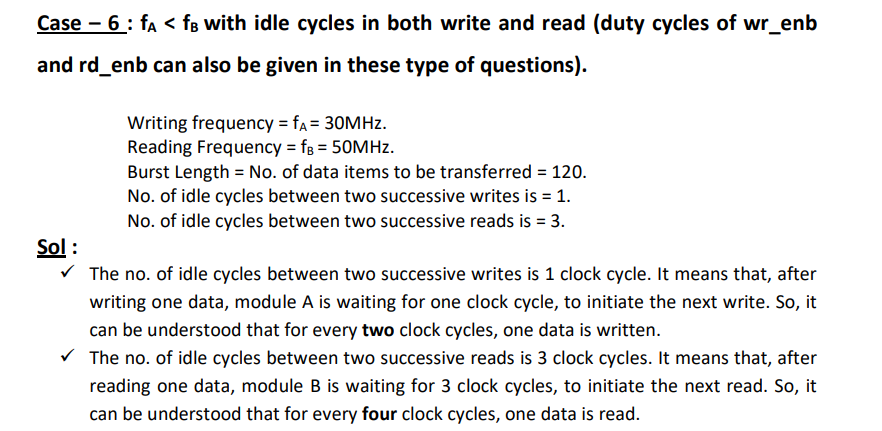 Case – 6 : fA < fB with idle cycles in both write and read (duty cycles of wr_enb
and rd_enb can also be given in these type of questions).
Writing frequency = fA = 30MHz.
Reading Frequency = fB = 50MHz.
Burst Length = No. of data items to be transferred = 120.
No. of idle cycles between two successive writes is = 1.
No. of idle cycles between two successive reads is = 3.
Sol :
✓ The no. of idle cycles between two successive writes is 1 clock cycle. It means that, after
writing one data, module A is waiting for one clock cycle, to initiate the next write. So, it
can be understood that for every two clock cycles, one data is written.
✓ The no. of idle cycles between two successive reads is 3 clock cycles. It means that, after
reading one data, module B is waiting for 3 clock cycles, to initiate the next read. So, it
can be understood that for every four clock cycles, one data is read.